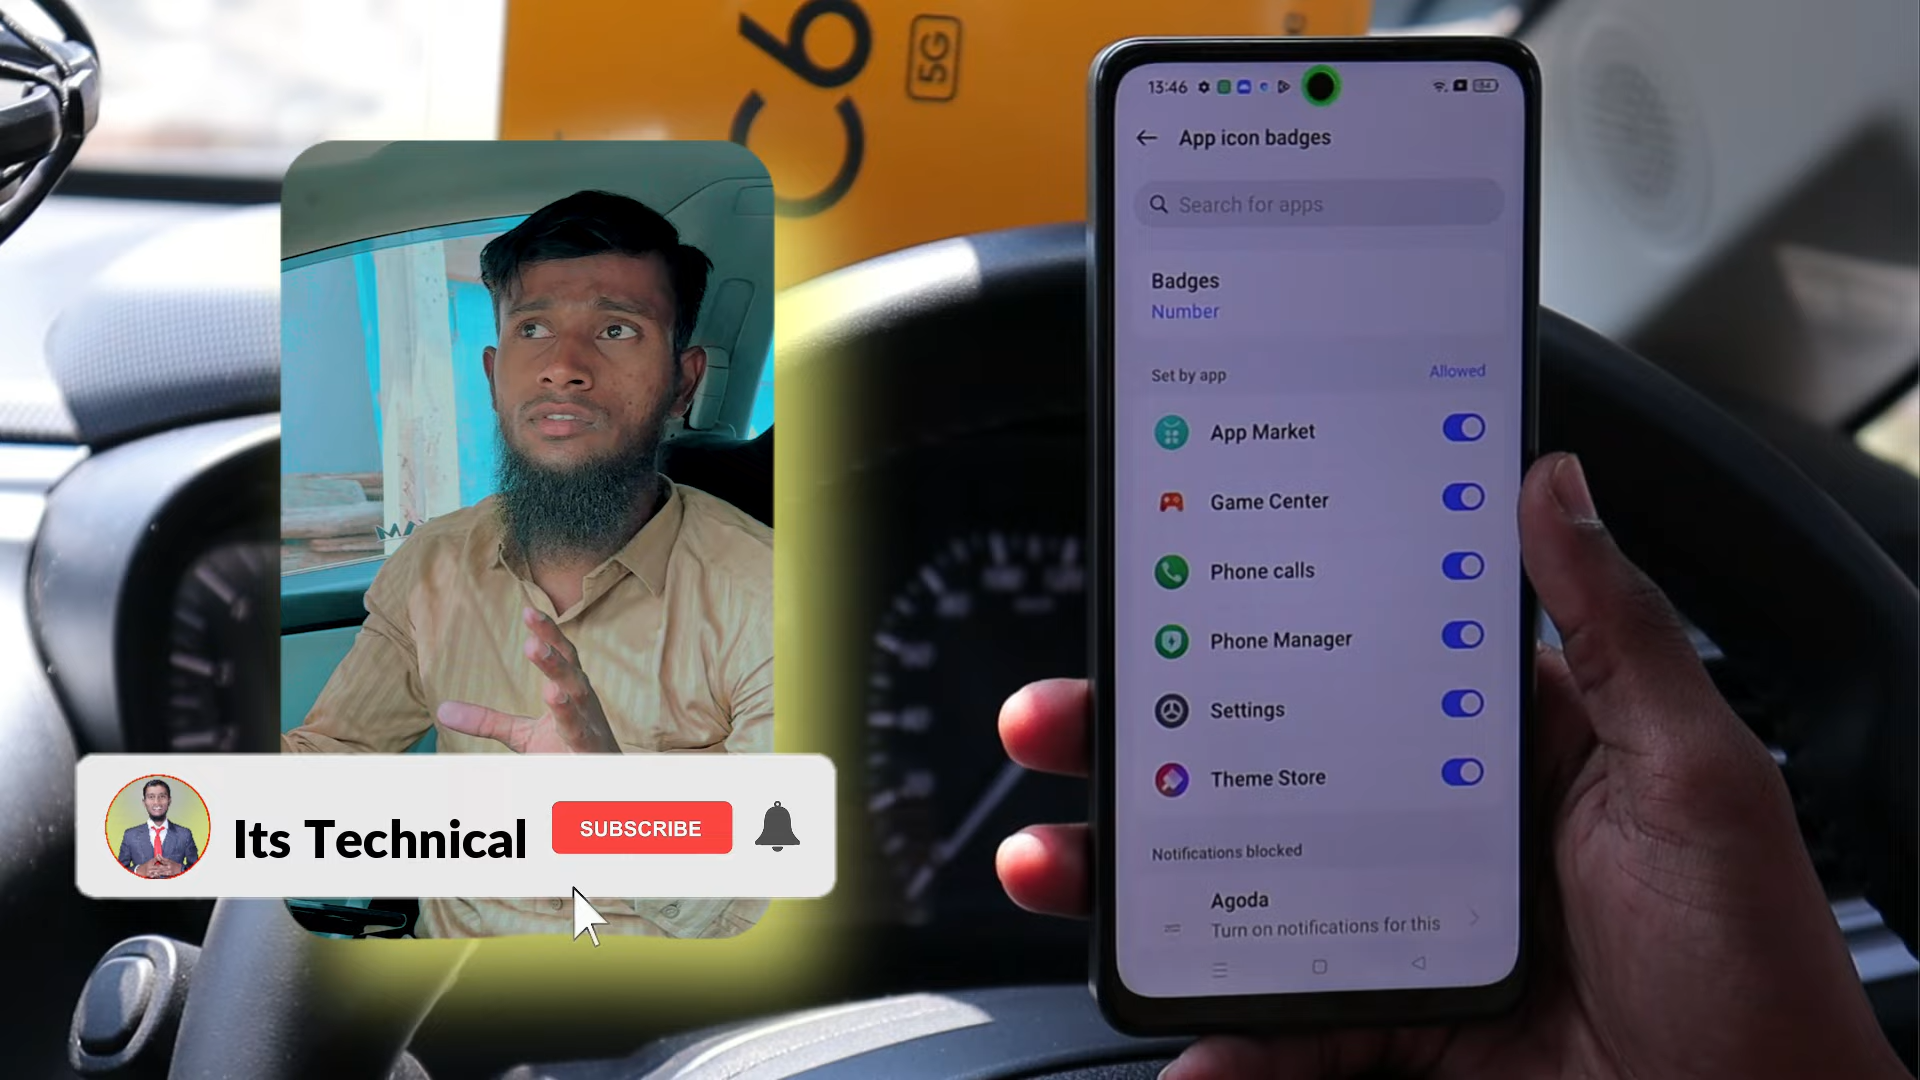 C6
5G
13:46
App icon badges
Search for apps
Badges
Number
Set by app
Allowed
App Market
Game Center
Phone calls
Phone Manager
Settings
Theme Store
Notifications blocked
Agoda
Turn on notifications for this
Its Technical
SUBSCRIBE